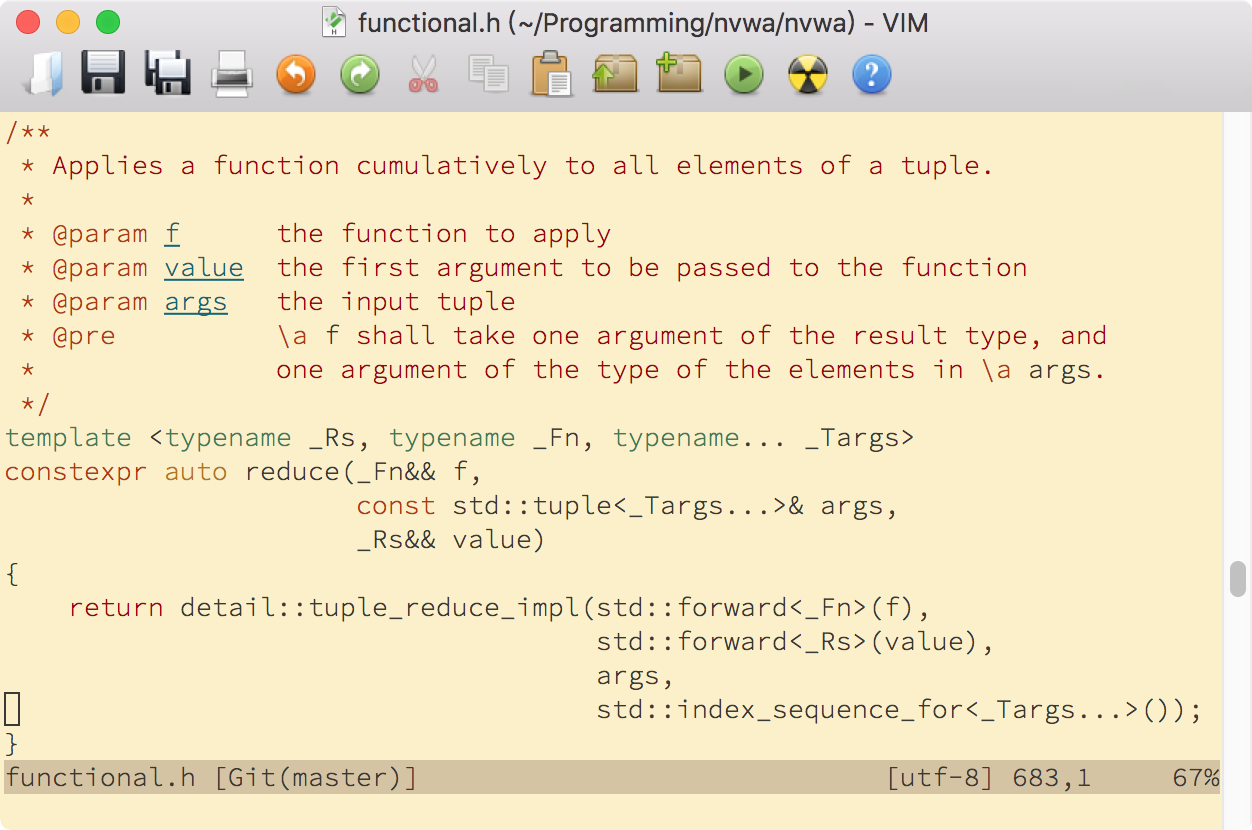 functional.h (~/Programming/nvwa/nvwa) - VIM
/**
 * Applies a function cumulatively to all elements of a tuple.
 *
 * @param f      the function to apply
 * @param value  the first argument to be passed to the function
 * @param args   the input tuple
 * @pre          \a f shall take one argument of the result type, and
 *               one argument of the type of the elements in \a args.
 */
template <typename _Rs, typename _Fn, typename... _Targs>
constexpr auto reduce(_Fn&& f,
                      const std::tuple<_Targs...>& args,
                      _Rs&& value)
{
    return detail::tuple_reduce_impl(std::forward<_Fn>(f),
                                     std::forward<_Rs>(value),
                                     args,
                                     std::index_sequence_for<_Targs...>());
}
functional.h [Git(master)] [utf-8] 683,1 67%